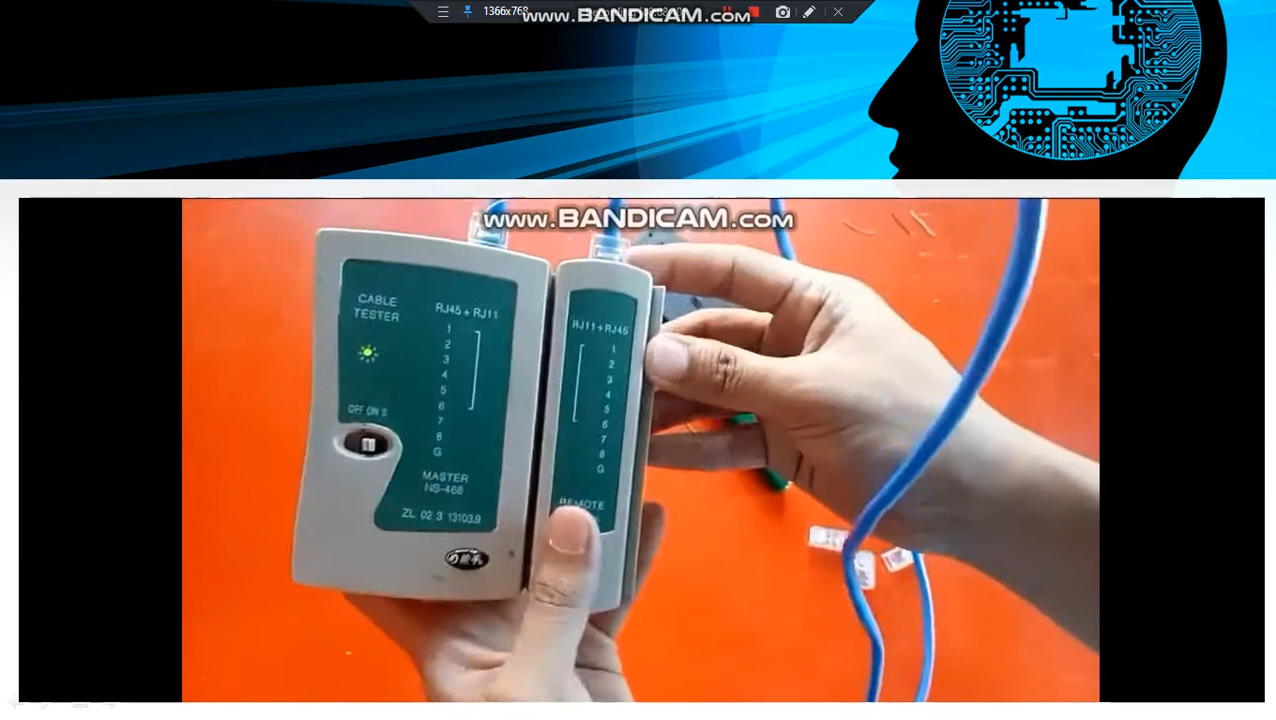 1366x768
www.BANDICAM.com
www.BANDICAM.com
CABLE
TESTER
OFF ON S
RJ45 + RJ11
1
2
3
4
5
6
7
8
G
MASTER
NS-468
ZL 02 3 13103.9
RJ11+RJ45
1
2
3
4
5
6
7
8
G
REMOTE